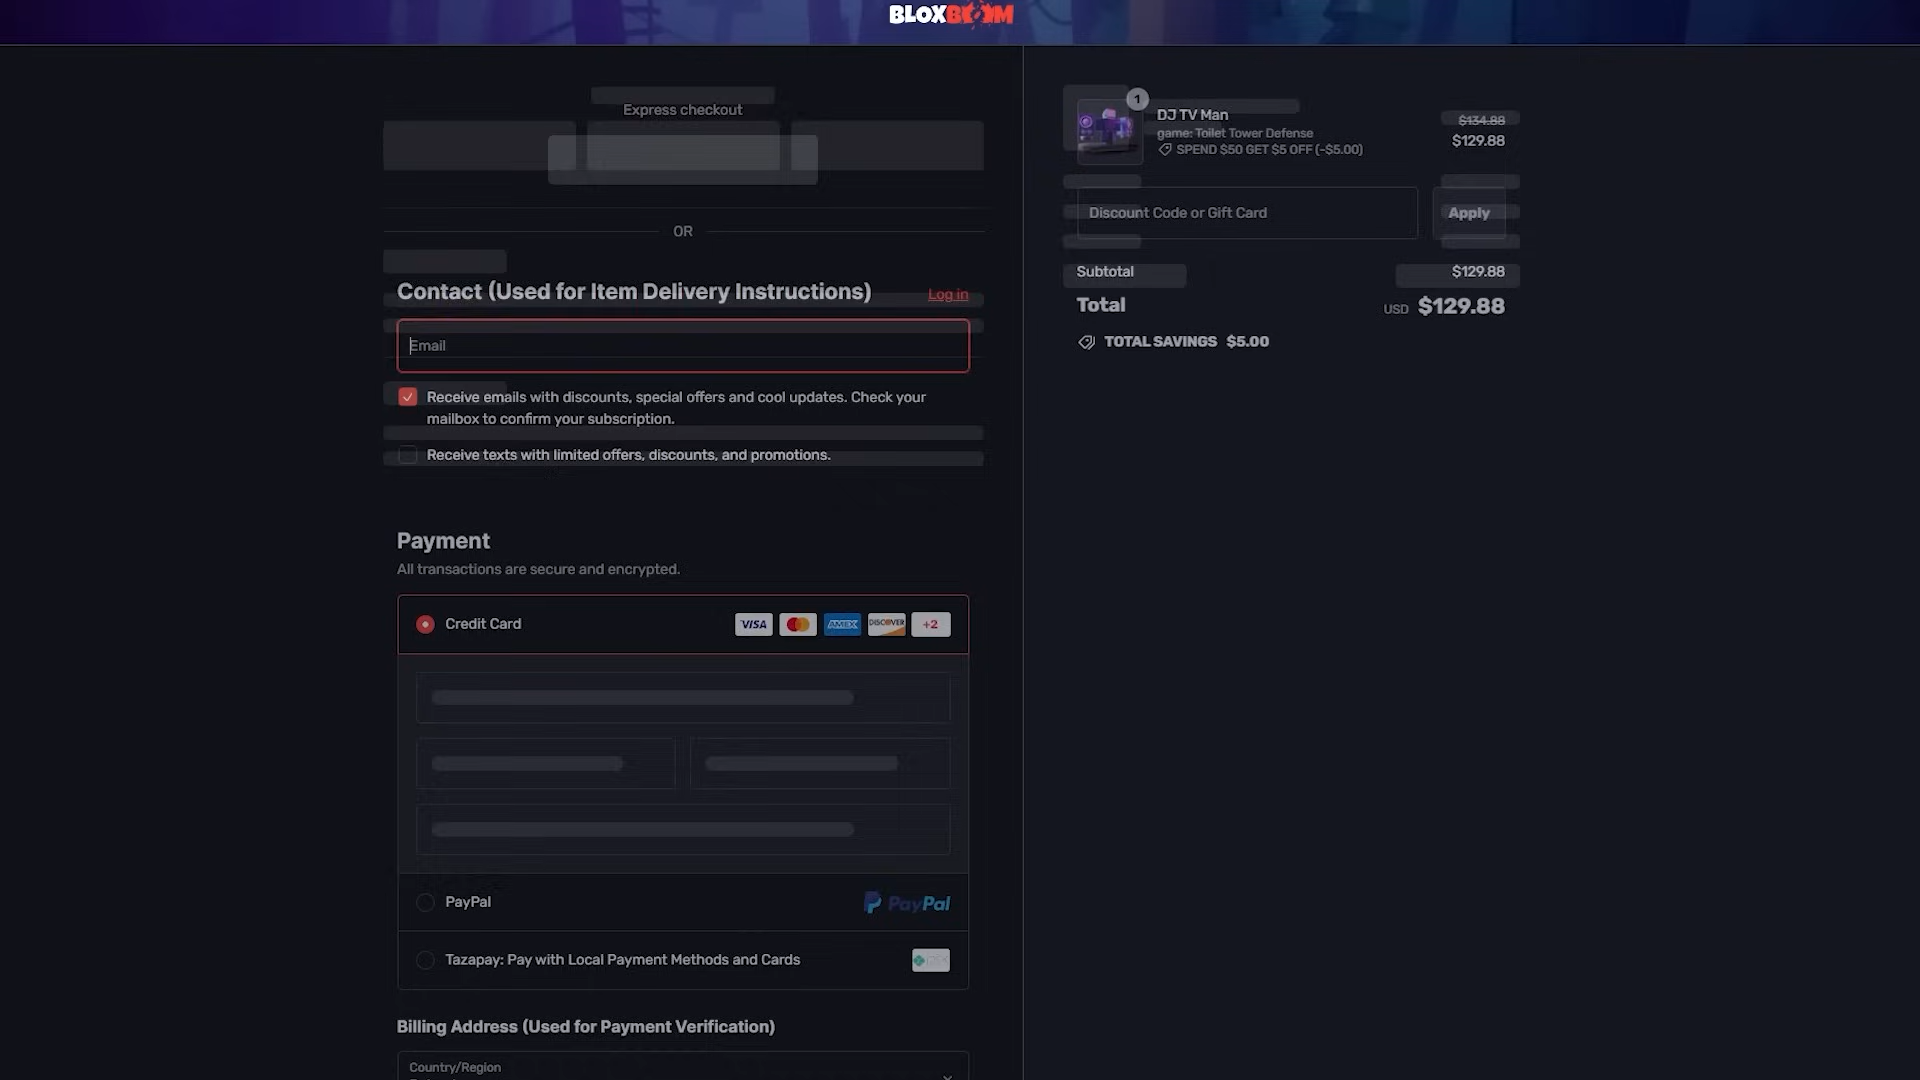 BLOXBOOM
Express checkout
OR
Contact (Used for Item Delivery Instructions)
Log in
Email
Receive emails with discounts, special offers and cool updates. Check your
mailbox to confirm your subscription.
Receive texts with limited offers, discounts, and promotions.
Payment
All transactions are secure and encrypted.
Credit Card
VISA
AMEX
DISCOVER
+2
PayPal
PayPal
Tazapay: Pay with Local Payment Methods and Cards
Billing Address (Used for Payment Verification)
Country/Region
1
DJ TV Man
game: Toilet Tower Defense
SPEND $50 GET $5 OFF (-$5.00)
$134.88
$129.88
Discount Code or Gift Card
Apply
Subtotal
$129.88
Total
USD $129.88
TOTAL SAVINGS $5.00